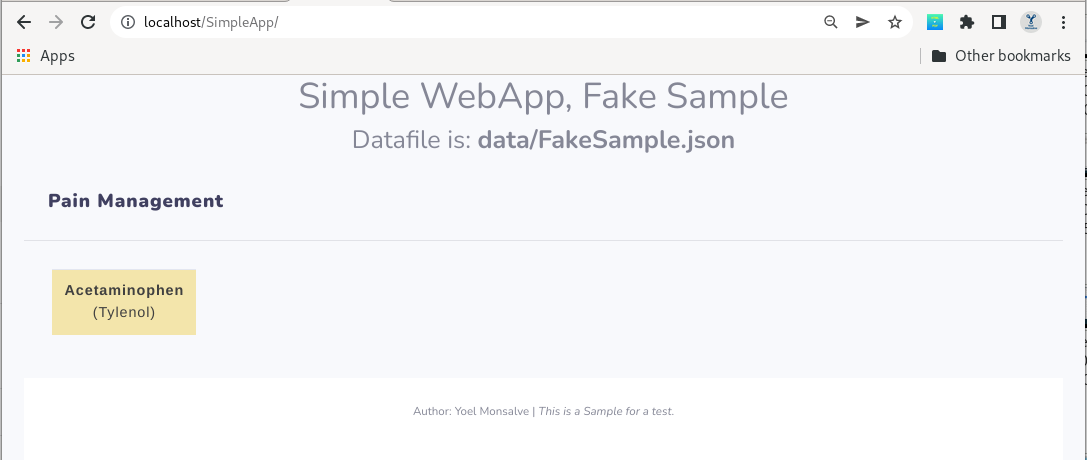 localhost/SimpleApp/
Apps
Other bookmarks
Simple WebApp, Fake Sample
Datafile is: data/FakeSample.json
Pain Management
Acetaminophen
(Tylenol)
Author: Yoel Monsalve | This is a Sample for a test.